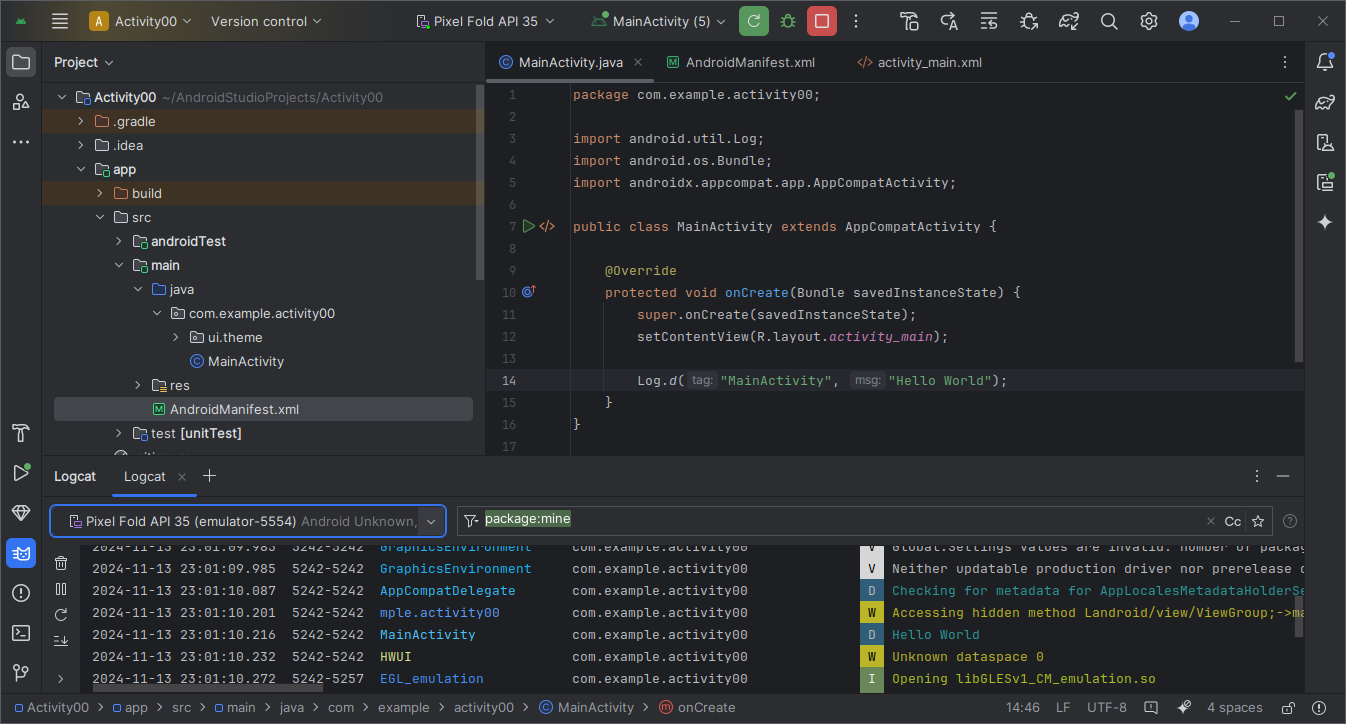 A Activity00 Version control Pixel Fold API 35 MainActivity (5)
Project
MainActivity.java AndroidManifest.xml activity_main.xml
Activity00 ~/AndroidStudioProjects/Activity00
.gradle
.idea
app
build
src
androidTest
main
java
com.example.activity00
ui.theme
MainActivity
res
AndroidManifest.xml
test [unitTest]
1 package com.example.activity00;
2
3 import android.util.Log;
4 import android.os.Bundle;
5 import androidx.appcompat.app.AppCompatActivity;
6
7 public class MainActivity extends AppCompatActivity {
8
9 @Override
10 protected void onCreate(Bundle savedInstanceState) {
11 super.onCreate(savedInstanceState);
12 setContentView(R.layout.activity_main);
13
14 Log.d( tag: "MainActivity", msg: "Hello World");
15 }
16 }
17
Logcat Logcat
Pixel Fold API 35 (emulator-5554) Android Unknown, package:mine Cc
2024-11-13 23:01:09.985 5242-5242 GraphicsEnvironment com.example.activity00 V Global.Settings values are invalid: number of packag
2024-11-13 23:01:09.985 5242-5242 GraphicsEnvironment com.example.activity00 V Neither updatable production driver nor prerelease
2024-11-13 23:01:10.087 5242-5242 AppCompatDelegate com.example.activity00 D Checking for metadata for AppLocalesMetadataHolderSe
2024-11-13 23:01:10.201 5242-5242 mple.activity00 com.example.activity00 W Accessing hidden method Landroid/view/ViewGroup;->ma
2024-11-13 23:01:10.216 5242-5242 MainActivity com.example.activity00 D Hello World
2024-11-13 23:01:10.232 5242-5242 HWUI com.example.activity00 W Unknown dataspace 0
2024-11-13 23:01:10.272 5242-5257 EGL_emulation com.example.activity00 I Opening libGLESv1_CM_emulation.so
Activity00 > app > src > main > java > com > example > activity00 > MainActivity > onCreate 14:46 LF UTF-8 4 spaces